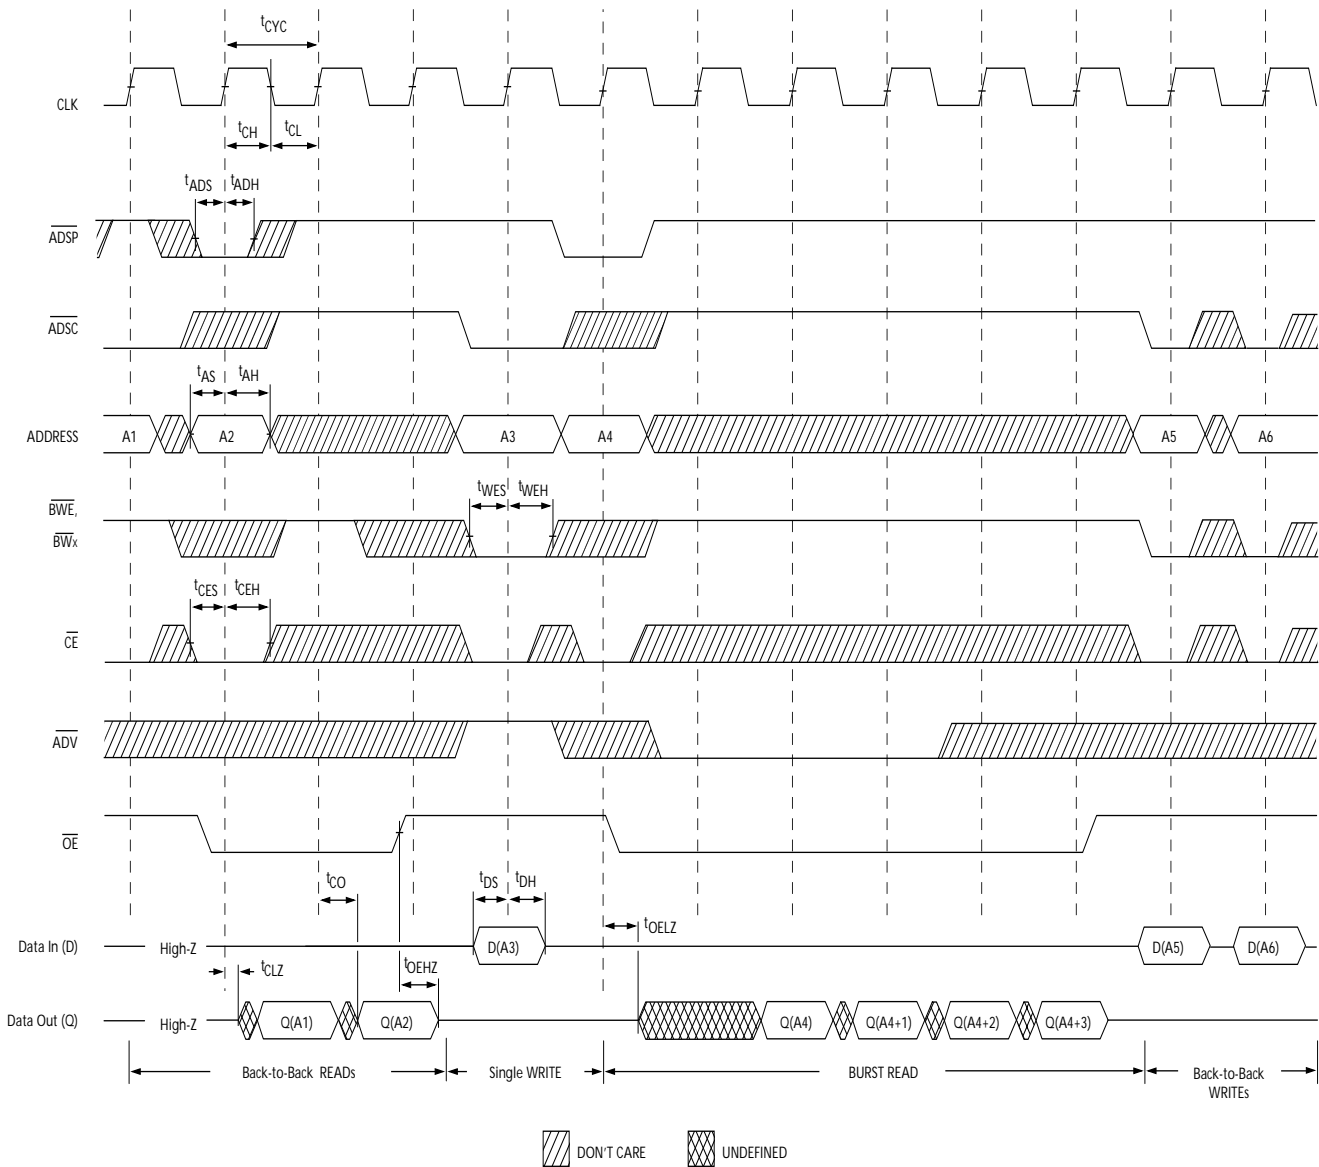 tCYC
CLK
tCH
tCL
tADS
tADH
ADSP
ADSC
tAS
tAH
ADDRESS
A1
A2
A3
A4
A5
A6
tWES
tWEH
BWE,
BWx
tCES
tCEH
CE
ADV
OE
tCO
tDS
tDH
tOELZ
Data In (D)
High-Z
D(A3)
D(A5)
D(A6)
tCLZ
tOEHZ
Data Out (Q)
High-Z
Q(A1)
Q(A2)
Q(A4)
Q(A4+1)
Q(A4+2)
Q(A4+3)
Back-to-Back READs
Single WRITE
BURST READ
Back-to-Back
WRITEs
DON'T CARE
UNDEFINED